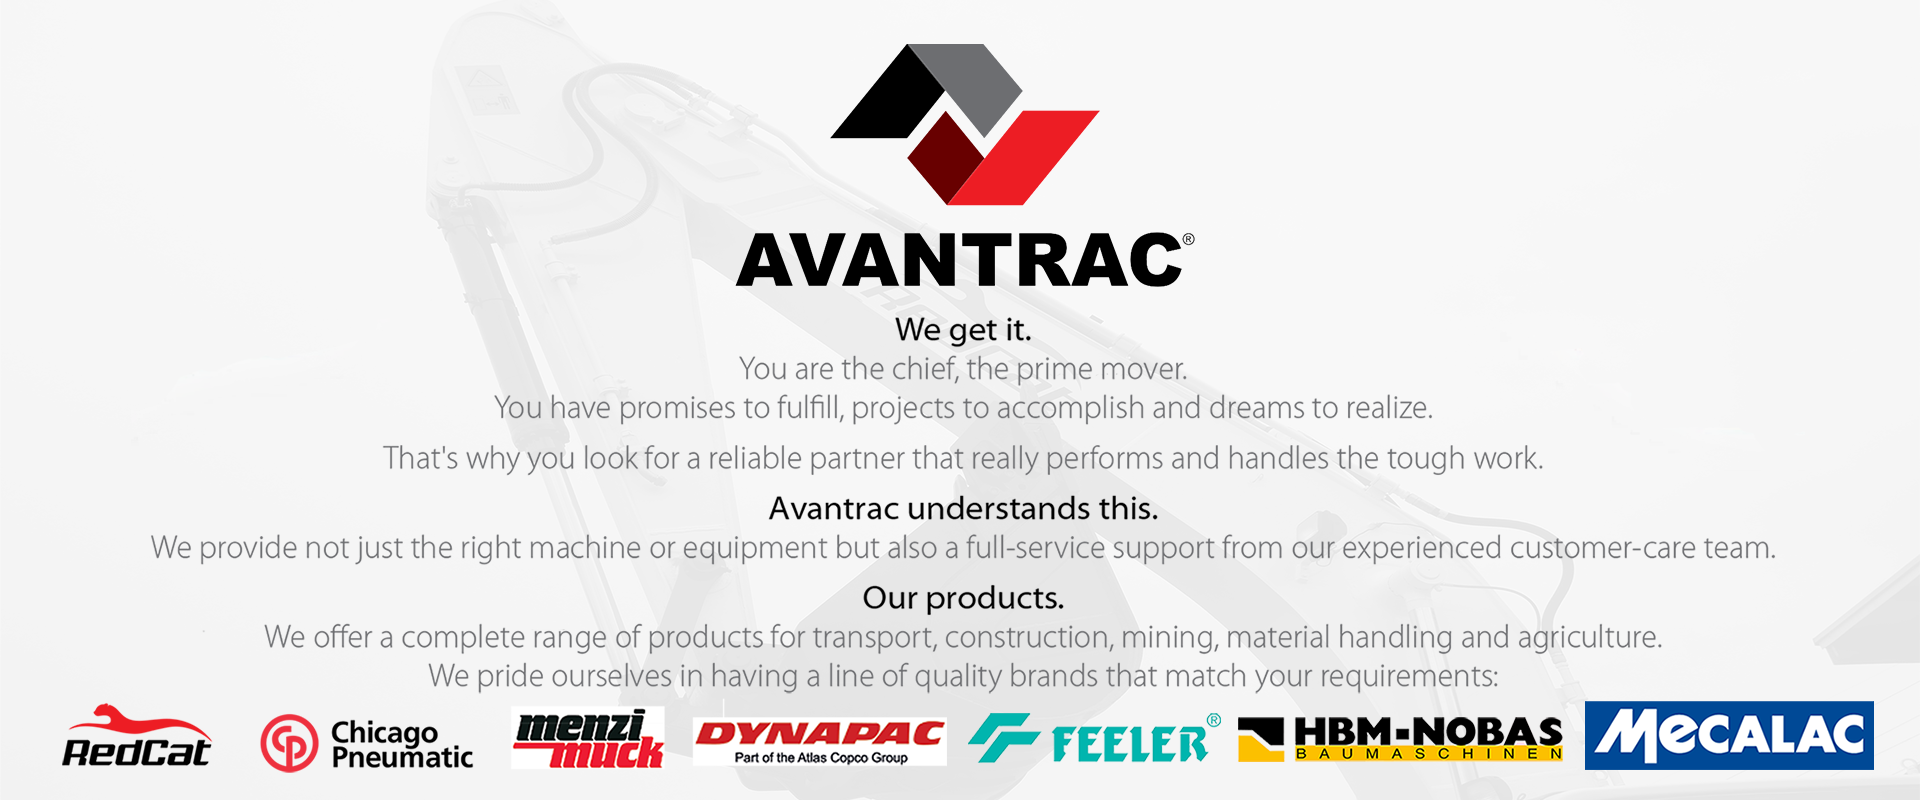 AVANTRAC®
We get it.
You are the chief, the prime mover.
You have promises to fulfill, projects to accomplish and dreams to realize.
That's why you look for a reliable partner that really performs and handles the tough work.
Avantrac understands this.
We provide not just the right machine or equipment but also a full-service support from our experienced customer-care team.
Our products.
We offer a complete range of products for transport, construction, mining, material handling and agriculture.
We pride ourselves in having a line of quality brands that match your requirements:
RedCat
CP
Chicago
Pneumatic
menzi
muck
DYNAPAC
Part of the Atlas Copco Group
FEELER®
HBM-NOBAS
BAUMASCHINEN
MECALAC